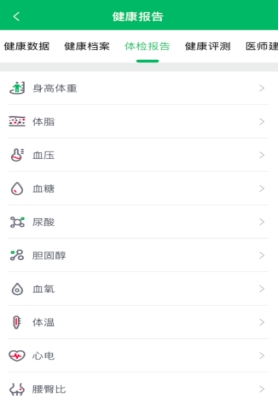 健康报告
健康数据 健康档案 体检报告 健康评测 医师建
身高体重
体脂
血压
血糖
尿酸
胆固醇
血氧
体温
心电
腰臀比